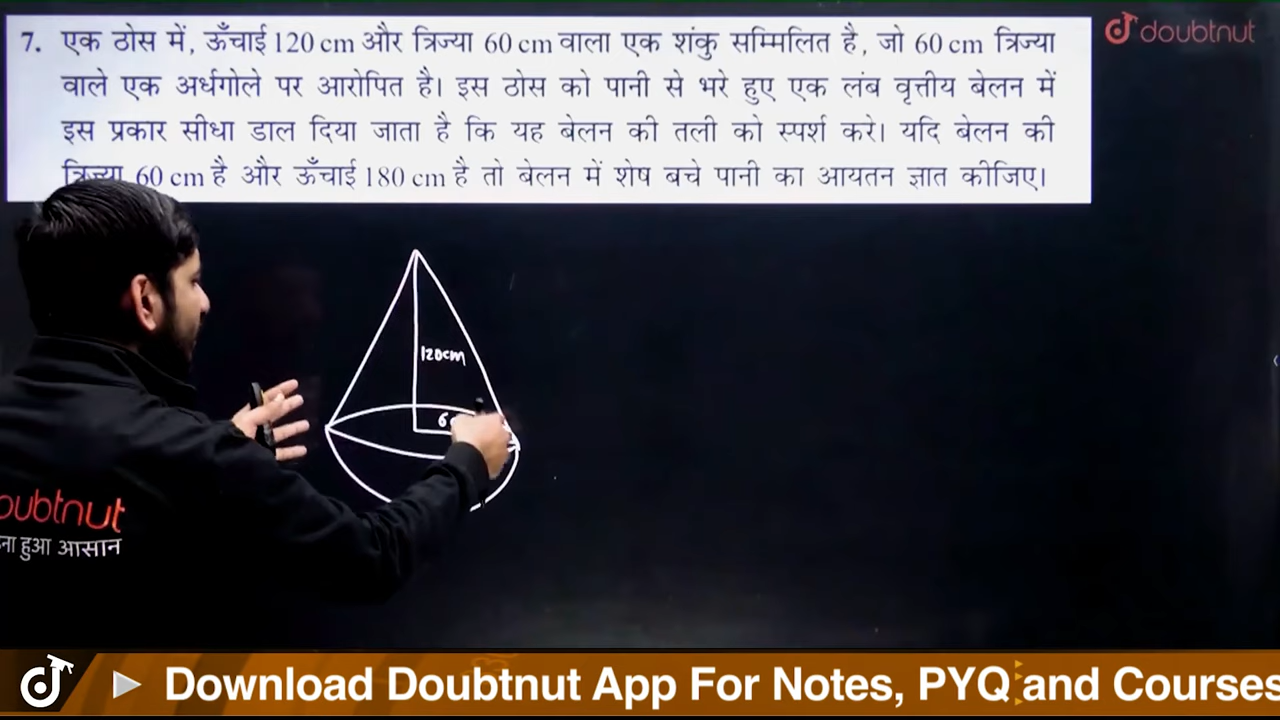 7. एक ठोस में, ऊँचाई 120 cm और त्रिज्या 60 cm वाला एक शंकु सम्मिलित है, जो 60 cm त्रिज्या
वाले एक अर्धगोले पर आरोपित है। इस ठोस को पानी से भरे हुए एक लंब वृत्तीय बेलन में
इस प्रकार सीधा डाल दिया जाता है कि यह बेलन की तली को स्पर्श करे। यदि बेलन की
त्रिज्या 60 cm है और ऊँचाई 180 cm है तो बेलन में शेष बचे पानी का आयतन ज्ञात कीजिए।
doubtnut
120cm
6
doubtnut
हुआ आसान
Download Doubtnut App For Notes, PYQ and Courses